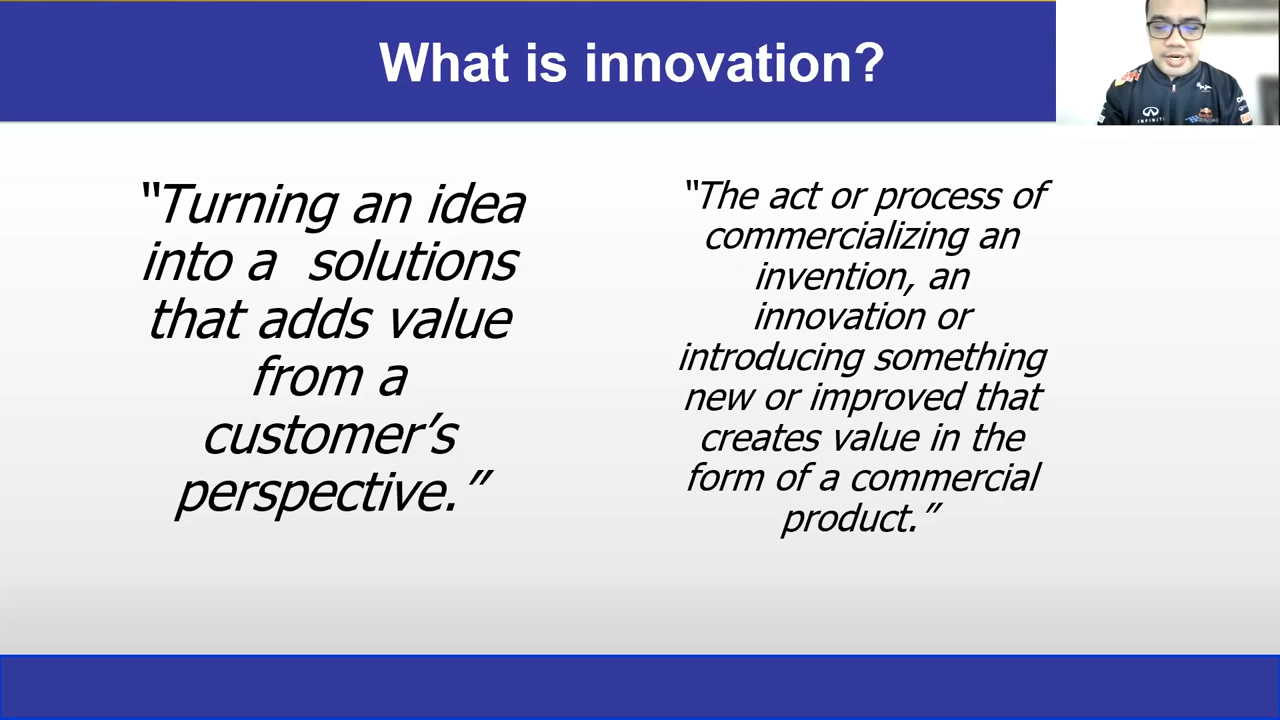 What is innovation?
“Turning an idea
into a  solutions
that adds value
from a
customer’s
perspective.”
“The act or process of
commercializing an
invention, an
innovation or
introducing something
new or improved that
creates value in the
form of a commercial
product.”
INFINITI